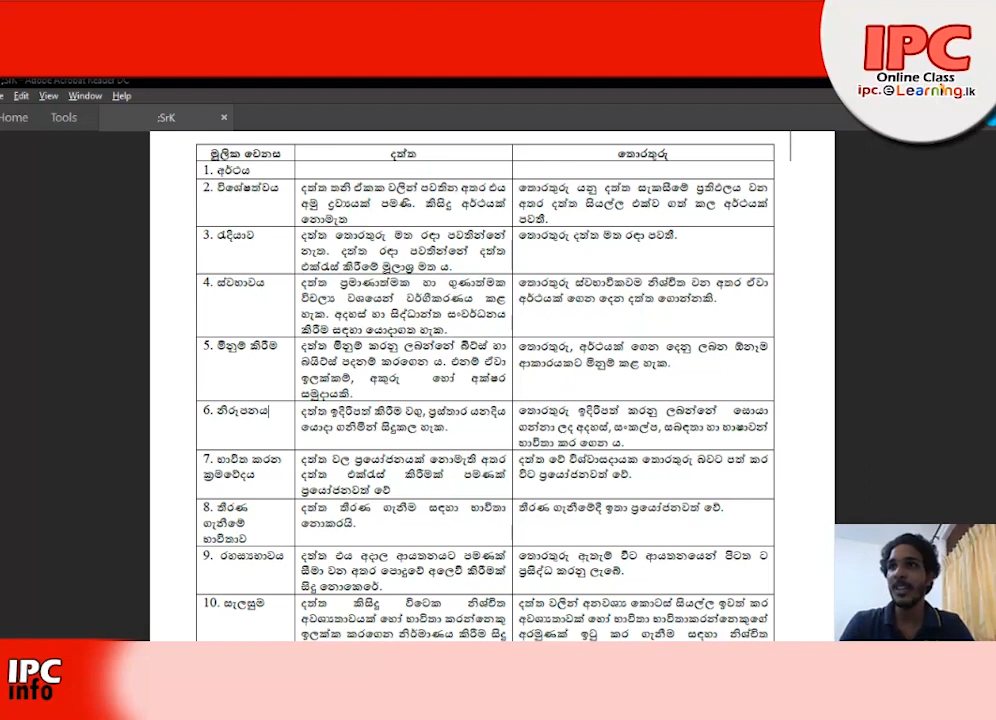 IPC
Online Class
ipc.eLearning.lk
;SrK - Adobe Acrobat Reader DC
e Edit View Window Help
Home Tools ;SrK ×
මූලික වෙනස දත්ත තොරතුරු
1. අර්ථය
2. විශේෂත්වය දත්ත තනි ඒකක වලින් පවතින අතර එය තොරතුරු යනු දත්ත සැකසීමේ ප්‍රතිඵලය වන
අමු ද්‍රව්‍යයක් පමණි. කිසිදු අර්ථයක් අතර දත්ත සියල්ල එක්ව ගත් කල අර්ථයක්
නොමැත පවතී.
3. රැදියාව දත්ත තොරතුරු මත රඳා පවතින්නේ තොරතුරු දත්ත මත රඳා පවතී.
නැත. දත්ත රඳා පවතින්නේ දත්ත
එක්රැස් කිරීමේ මූලාශ්‍ර මත ය.
4. ස්වභාවය දත්ත ප්‍රමාණාත්මක හා ගුණාත්මක තොරතුරු ස්වභාවිකවම නිශ්චිත වන අතර ඒවා
විචල්‍ය වශයෙන් වර්ගීකරණය කළ අර්ථයක් ගෙන දෙන දත්ත ගොන්නකි.
හැක. අදහස් හා සිද්ධාන්ත සංවර්ධනය
කිරීම සඳහා යොදාගත හැක.
5. මිනුම් කිරීම දත්ත මිනුම් කරනු ලබන්නේ බිට්ස් හා තොරතුරු, අර්ථයක් ගෙන දෙනු ලබන ඕනෑම
බයිට්ස් පදනම් කරගෙන ය. එනම් ඒවා ආකාරයකට මිනුම් කළ හැක.
ඉලක්කම්, අකුරු හෝ අක්ෂර
සමුදායකි.
6. නිරූපනය දත්ත ඉදිරිපත් කිරීම වගු, ප්‍රස්තාර යනදිය තොරතුරු ඉදිරිපත් කරනු ලබන්නේ සොයා
යොදා ගනිමින් සිදුකල හැක. ගන්නා ලද අදහස්, සංකල්ප, සබඳතා හා භාෂාවන්
භාවිතා කර ගෙන ය.
7. භාවිත කරන දත්ත වල ප්‍රයෝජනයක් නොමැති අතර දත්ත වේ විශ්වාසදායක තොරතුරු බවට පත් කර
ක්‍රමවේදය දත්ත එක්රැස් කිරීමක් පමණක් විට ප්‍රයෝජනවත් වේ.
ප්‍රයෝජනවත් වේ
8. තීරණ දත්ත තීරණ ගැනීම සඳහා භාවිතා තීරණ ගැනීමේදී ඉතා ප්‍රයෝජනවත් වේ.
ගැනීමේ නොකරයි.
භාවිතාව
9. රහස්‍යභාවය දත්ත එය අදාල ආයතනයට පමණක් තොරතුරු ඇතැම් විට ආයතනයෙන් පිටත ට
සීමා වන අතර පොදුවේ අලෙවි කිරීමක් ප්‍රසිද්ධ කරනු ලැබේ.
සිදු නොකෙරේ.
10. සැලසුම දත්ත කිසිදු විටෙක නිශ්චිත දත්ත වලින් අනවශ්‍ය කොටස් සියල්ල ඉවත් කර
අවශ්‍යතාවයක් හෝ භාවිතා කරන්නෙකු අවශ්‍යතාවක් හෝ භාවිතා භාවිතාකරන්නෙකුගේ
ඉලක්ක කරගෙන නිර්මාණය කිරීම සිදු අරමුණක් ඉටු කර ගැනීම සඳහා නිශ්චිත
IPC
info